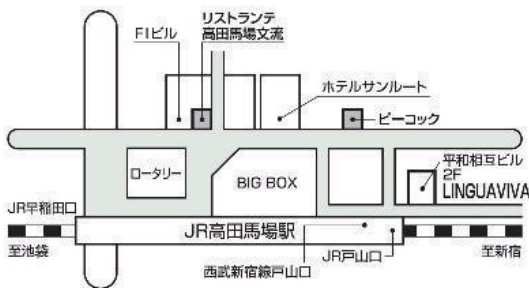 リストランテ
高田馬場文流
F1ビル
ホテルサンルート
ピーコック
ロータリー
BIG BOX
平和相互ビル
2F
LINGUAVIVA
JR早稲田口
JR高田馬場駅
至池袋
西武新宿線戸山口
JR戸山口
至新宿